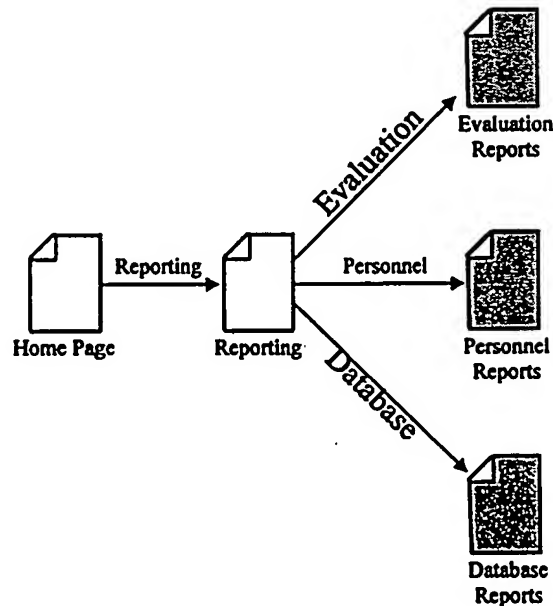 Evaluation
Reports
Evaluation
Reporting
Personnel
Home Page
Reporting
Personnel
Reports
Database
Database
Reports